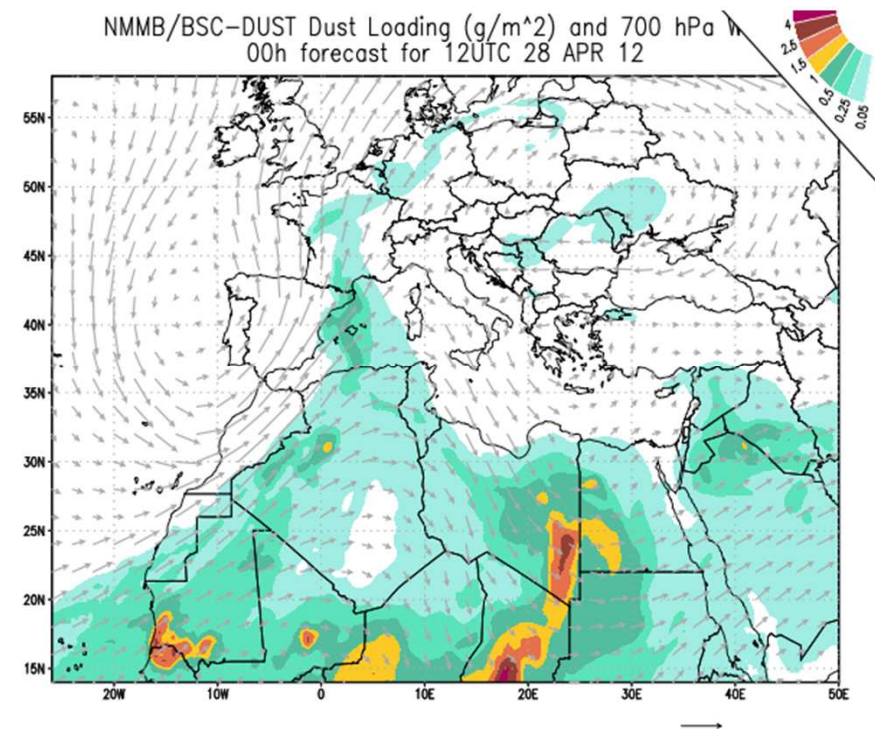 NMMB/BSC-DUST Dust Loading (g/m^2) and 700 hPa
00h forecast for 12UTC 28 APR 12
4
2.5
1.5
1
0.5
0.25
0.05
55N
50N
45N
40N
35N
30N
25N
20N
15N
20W 10W 0 10E 20E 30E 40E 50E